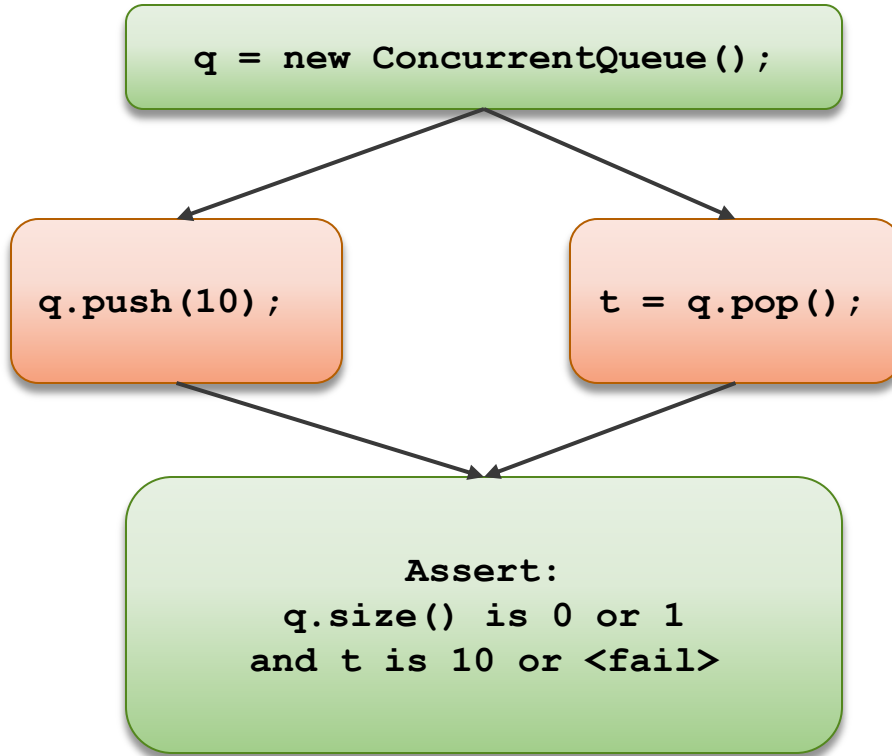 q = new ConcurrentQueue();
q.push(10);
t = q.pop();
Assert:
q.size() is 0 or 1
and t is 10 or <fail>